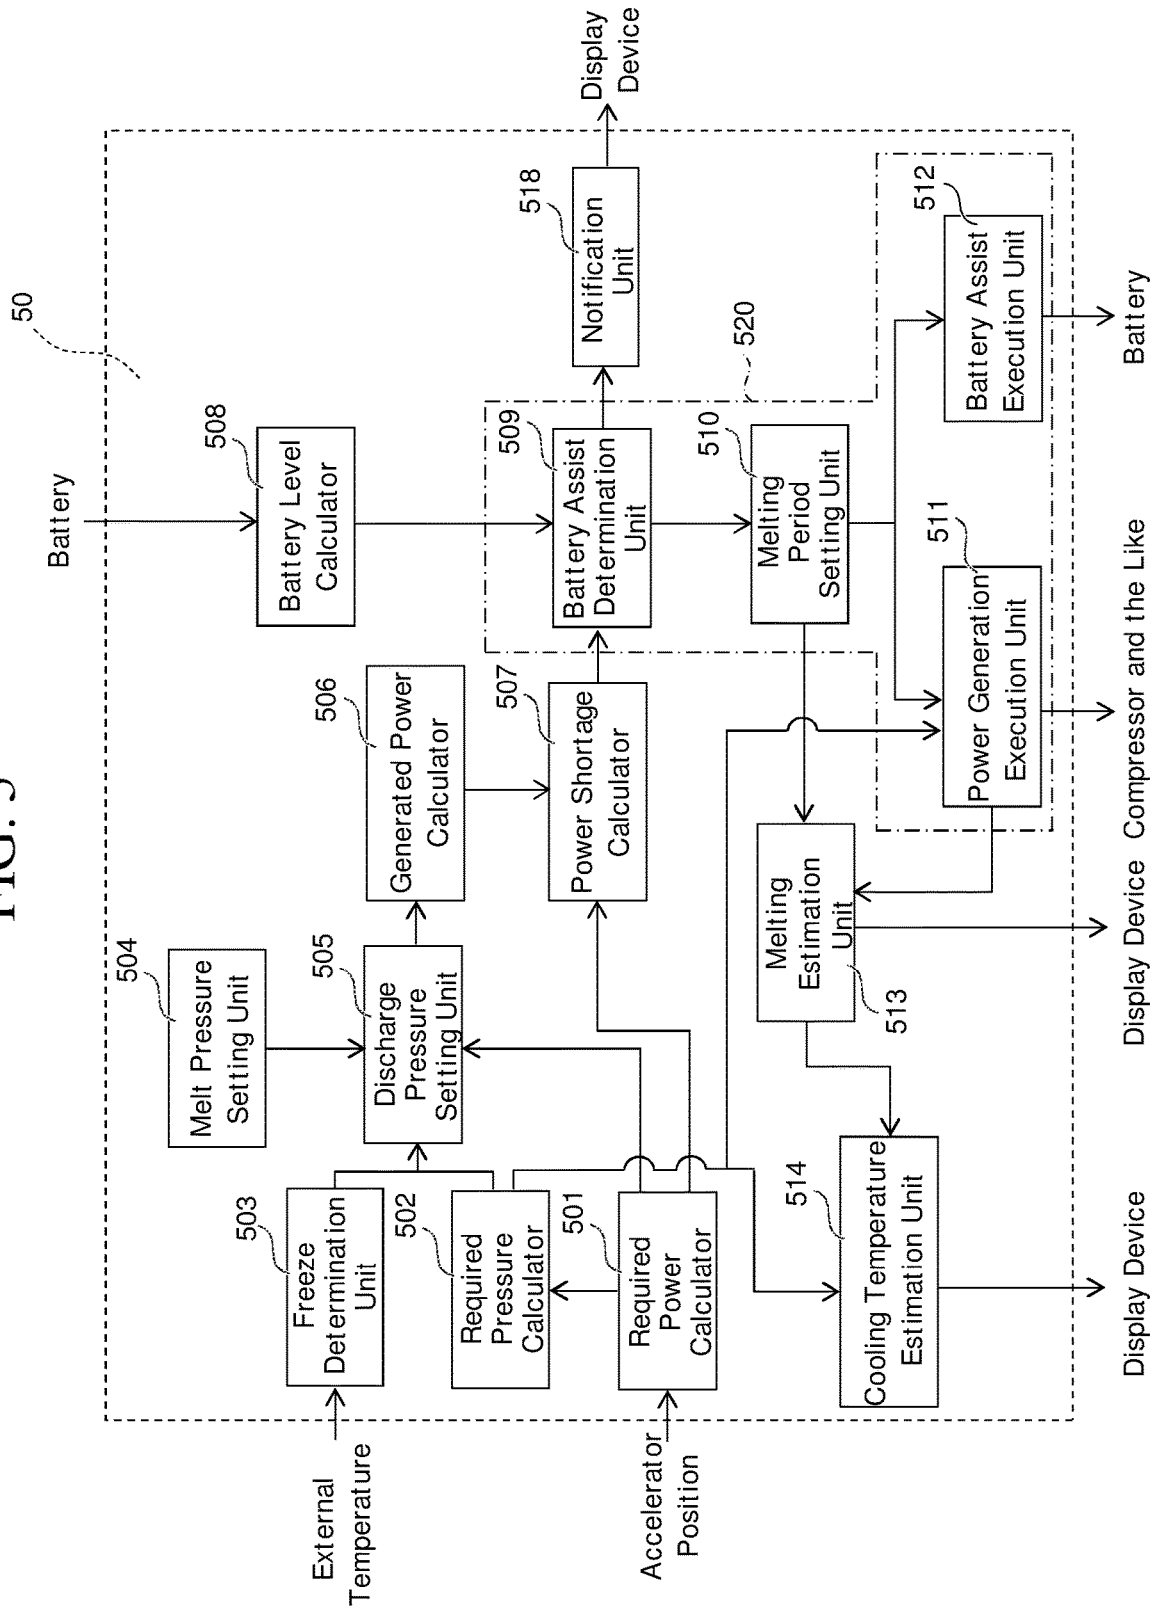 FIG. 5
50
External
Temperature
Accelerator
Position
Battery
503
Freeze
Determination
Unit
502
Required
Pressure
Calculator
501
Required
Power
Calculator
504
Melt Pressure
Setting Unit
505
Discharge
Pressure
Setting Unit
506
Generated Power
Calculator
507
Power Shortage
Calculator
508
Battery Level
Calculator
509
Battery Assist
Determination
Unit
518
Notification
Unit
Display
Device
520
510
Melting
Period
Setting Unit
511
Power Generation
Execution Unit
512
Battery Assist
Execution Unit
Melting
Estimation
Unit
513
514
Cooling Temperature
Estimation Unit
Display Device
Display Device
Compressor and the Like
Battery